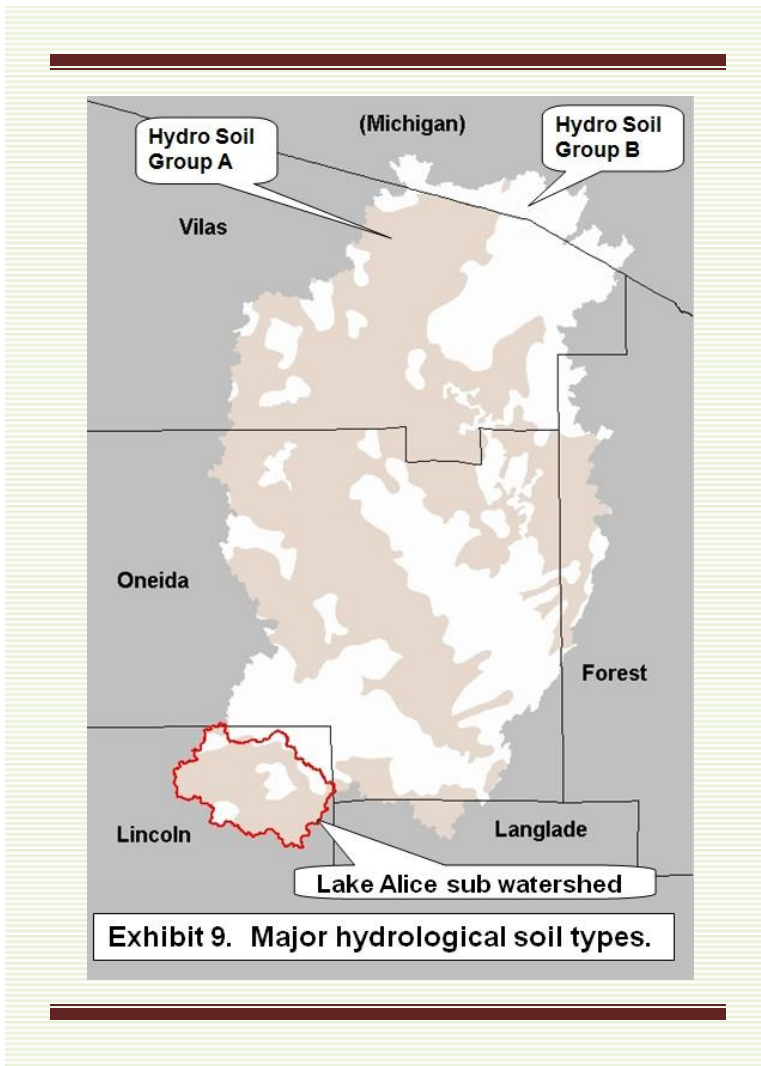 (Michigan)
Hydro Soil
Group A
Hydro Soil
Group B
Vilas
Oneida
Forest
Lincoln
Langlade
Lake Alice sub watershed
Exhibit 9. Major hydrological soil types.